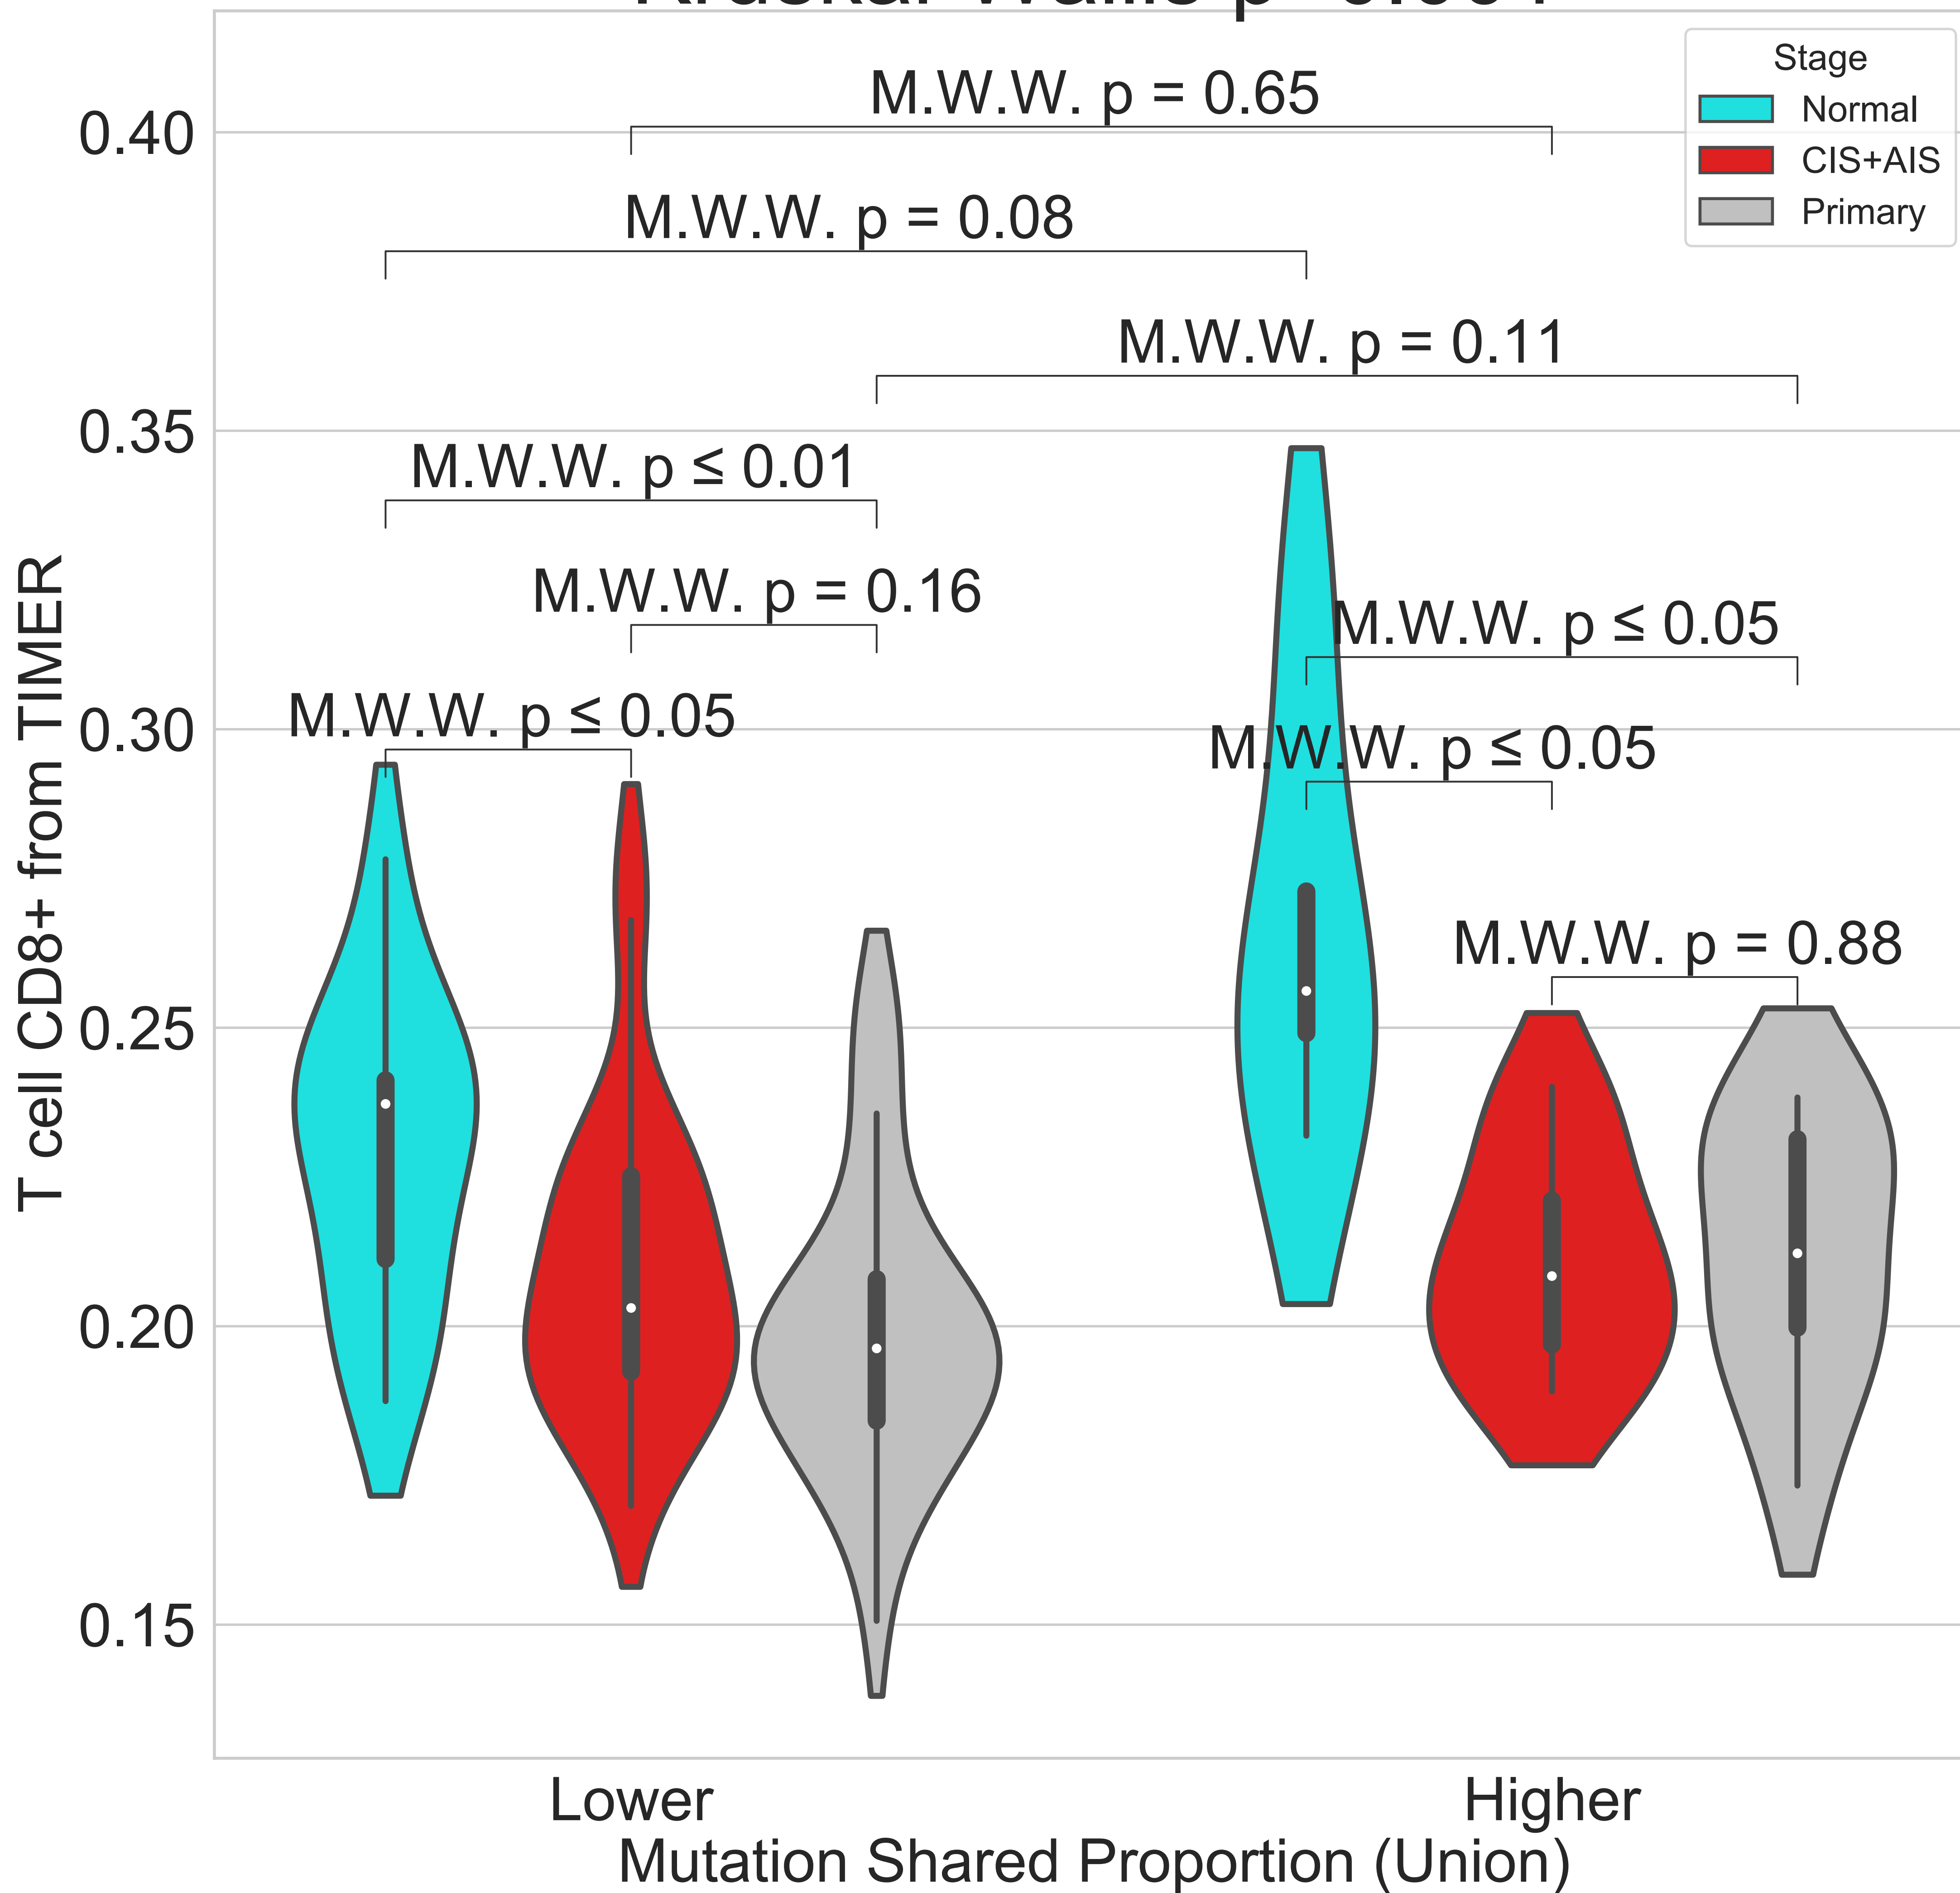 M.W.W. p = 0.65
M.W.W. p = 0.08
M.W.W. p = 0.11
M.W.W. p ≤ 0.01
M.W.W. p = 0.16
M.W.W. p ≤ 0.05
M.W.W. p ≤ 0.05
M.W.W. p ≤ 0.05
M.W.W. p = 0.88
Stage
Normal
CIS+AIS
Primary
T cell CD8+ from TIMER
0.40
0.35
0.30
0.25
0.20
0.15
Lower
Higher
Mutation Shared Proportion (Union)